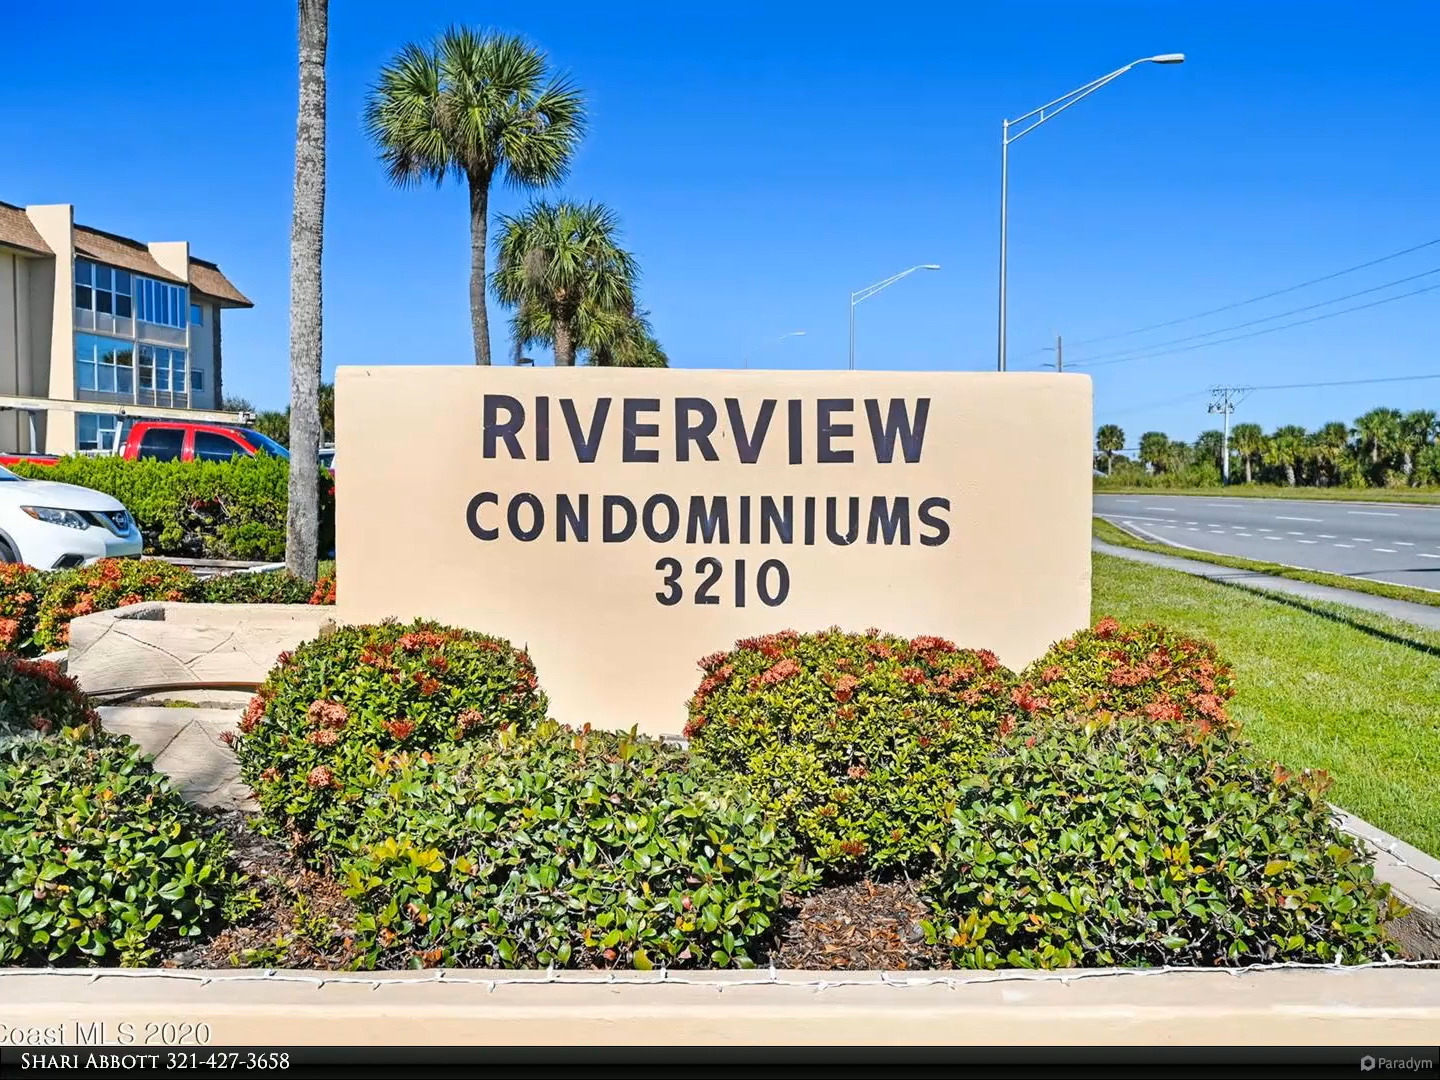 RIVERVIEW
CONDOMINIUMS
3210
Coast MLS 2020
SHARI ABBOTT 321-427-3658
Paradym